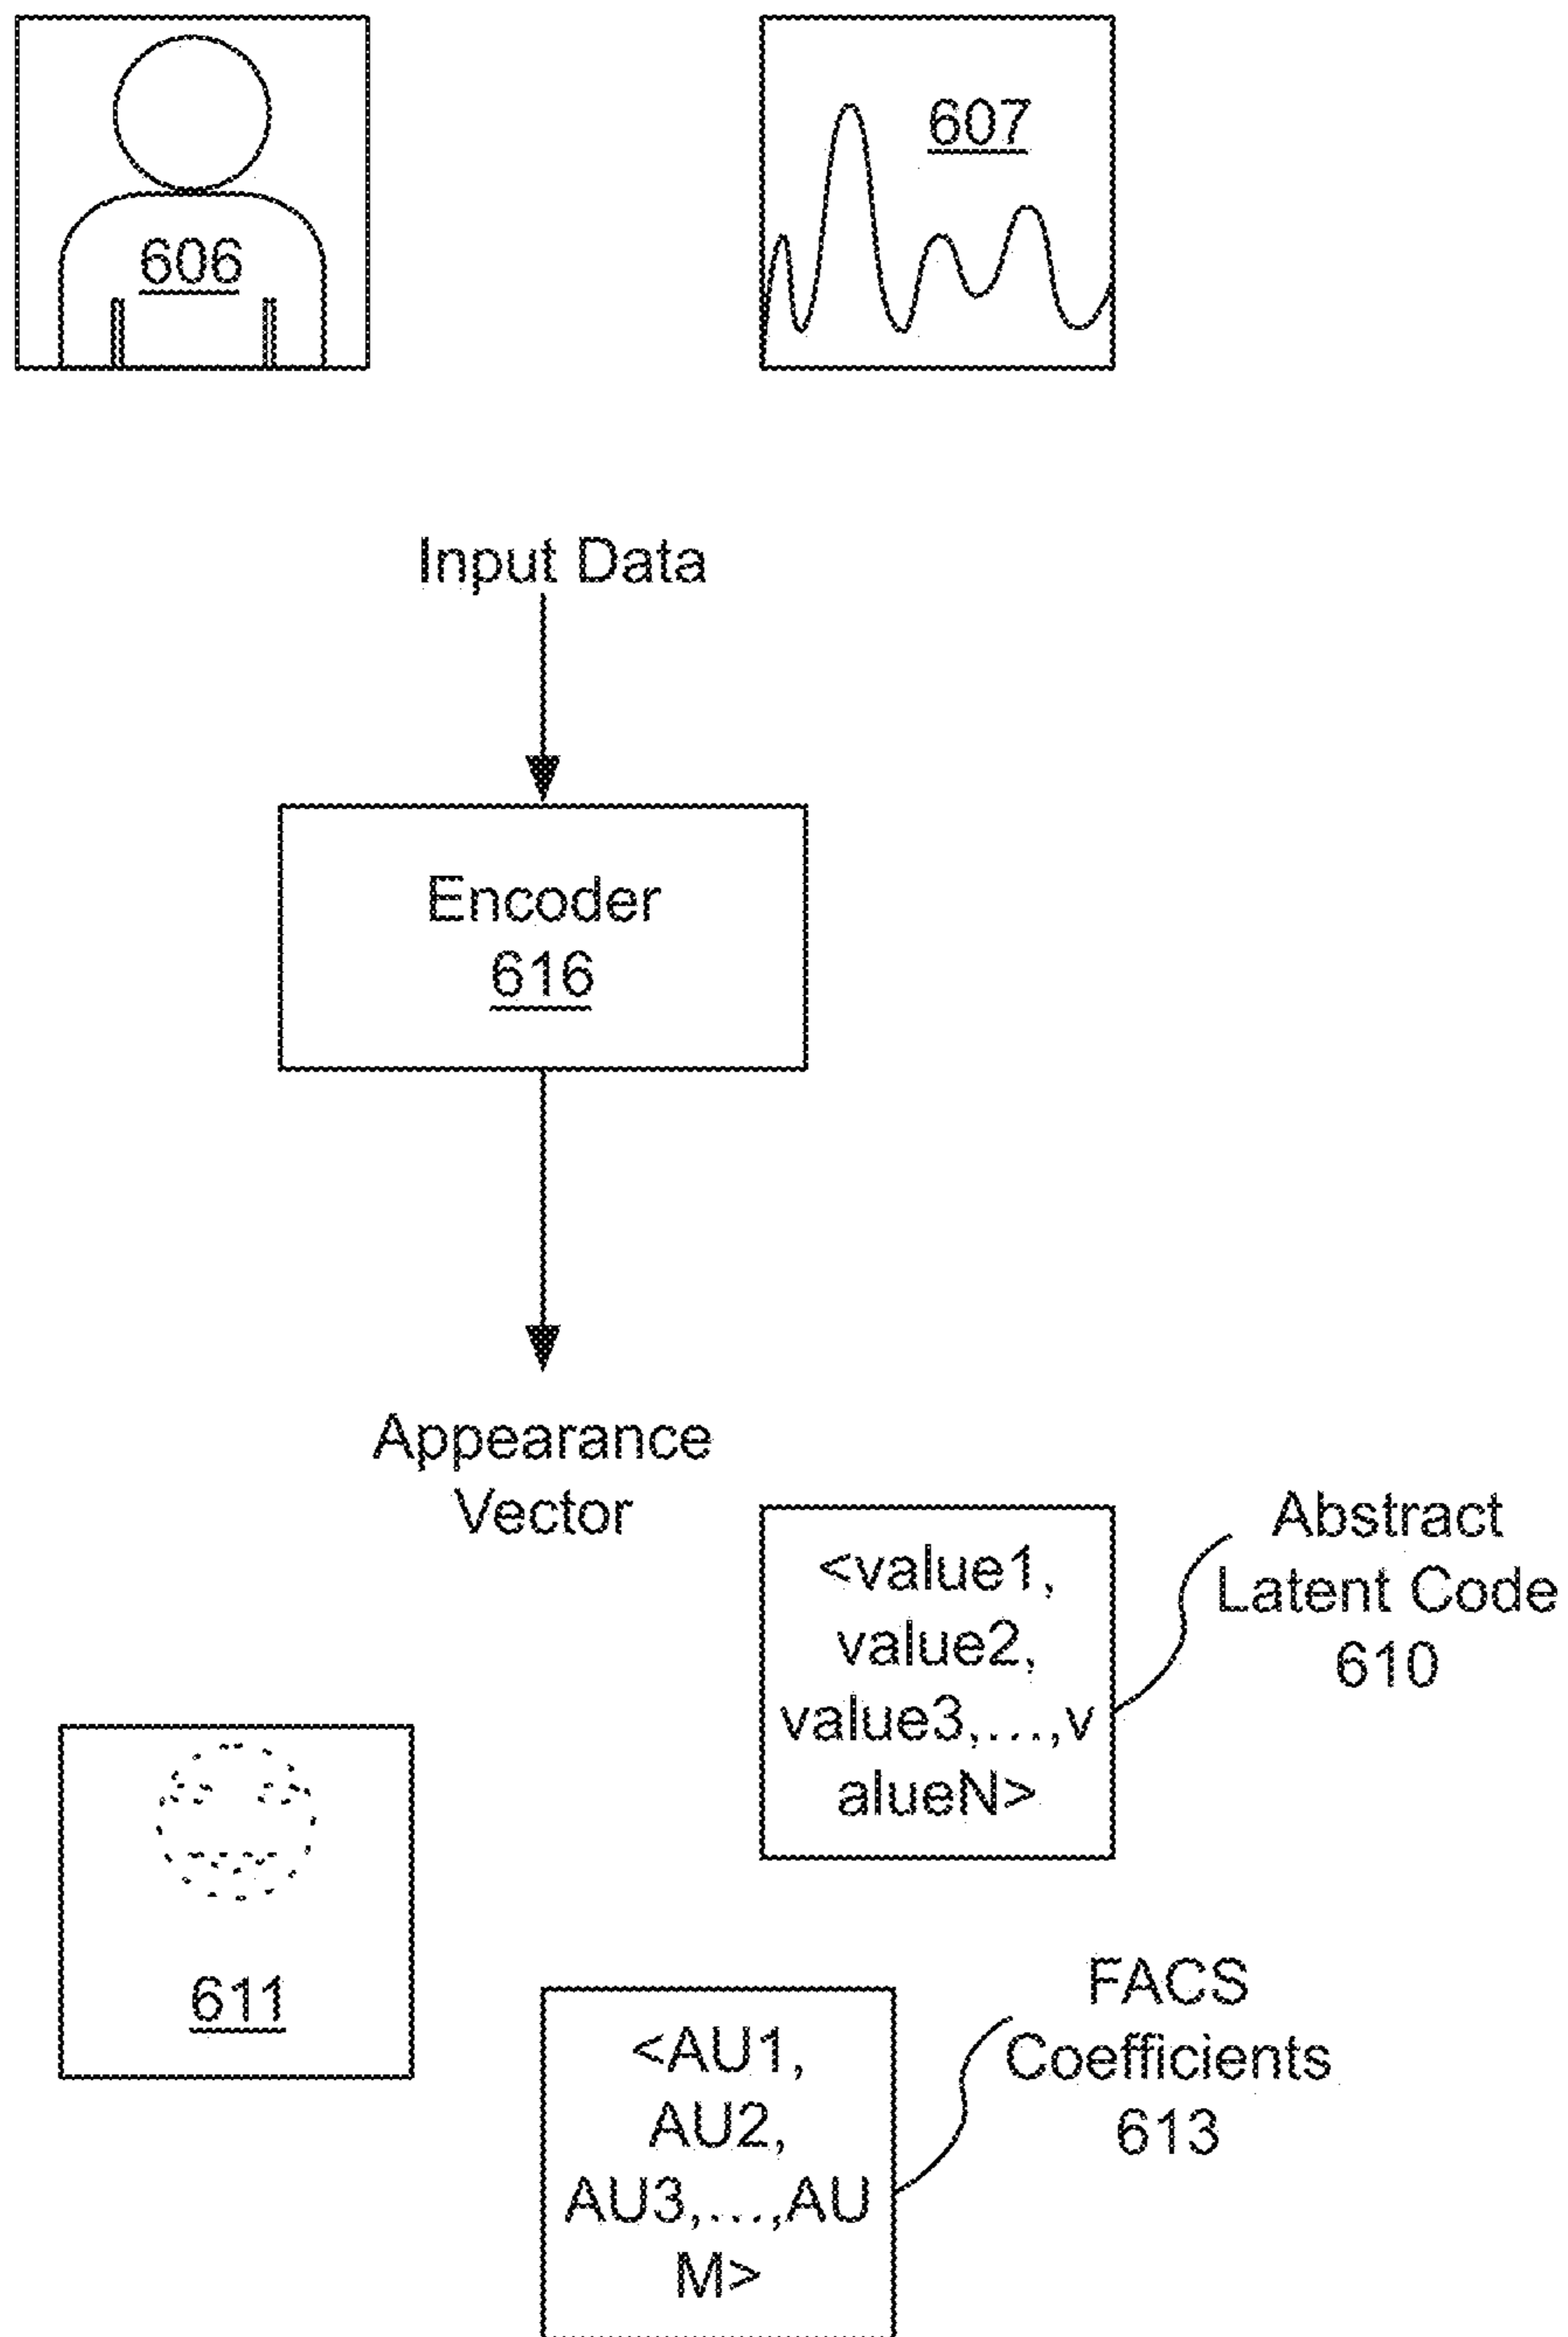 606
607
Input Data
Encoder
616
Appearance
Vector
<value1,
value2,
value3,...,v
alueN>
Abstract
Latent Code
610
611
<AU1,
AU2,
AU3,...,AU
M>
FACS
Coefficients
613